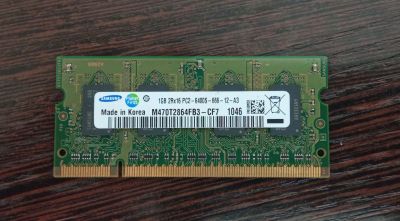 SAMSUNG
1GB 2Rx16 PC2-6400S-666-12-A3
Made in Korea M470T2864FB3-CF7 1046